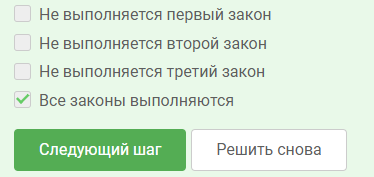 Не выполняется первый закон
Не выполняется второй закон
Не выполняется третий закон
Все законы выполняются
Следующий шаг Решить снова